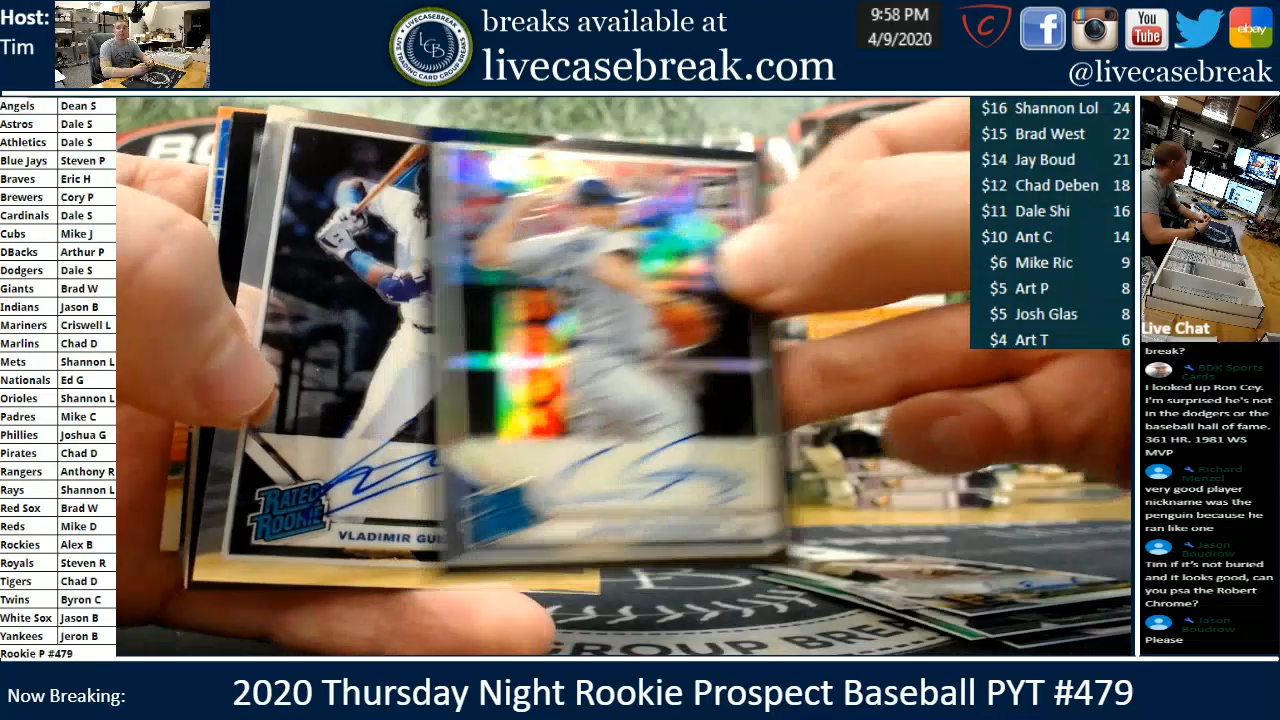 Host:
Tim
LIVECASEBREAK
LCB
breaks available at
livecasebreak.com
9:58 PM
4/9/2020
You
Tube
ebay
@livecasebreak
Angels Dean S
Astros Dale S
Athletics Dale S
Blue Jays Steven P
Braves Eric H
Brewers Cory P
Cardinals Dale S
Cubs Mike J
DBacks Arthur P
Dodgers Dale S
Giants Brad W
Indians Jason B
Mariners Criswell L
Marlins Chad D
Mets Shannon L
Nationals Ed G
Orioles Shannon L
Padres Mike C
Phillies Joshua G
Pirates Chad D
Rangers Anthony R
Rays Shannon L
Red Sox Brad W
Reds Mike D
Rockies Alex B
Royals Steven R
Tigers Chad D
Twins Byron C
White Sox Jason B
Yankees Jeron B
Rookie P #479
RATED
ROOKIE
VLADIMIR GU
GROUP BREA
$16 Shannon Lol 24
$15 Brad West 22
$14 Jay Boud 21
$12 Chad Deben 18
$11 Dale Shi 16
$10 Ant C 14
$6 Mike Ric 9
$5 Art P 8
$5 Josh Glas 8
$4 Art T 6
Live Chat
break?
BDK Sports
Cards
I looked up Ron Cey.
I'm surprised he's not
in the dodgers or the
baseball hall of fame.
361 HR. 1981 WS
MVP
Richard
Menzel
very good player
nickname was the
penguin because he
ran like one
Jason
Boudrow
Tim if it's not buried
and it looks good, can
you psa the Robert
Chrome?
Jason
Boudrow
Please
Now Breaking:
2020 Thursday Night Rookie Prospect Baseball PYT #479